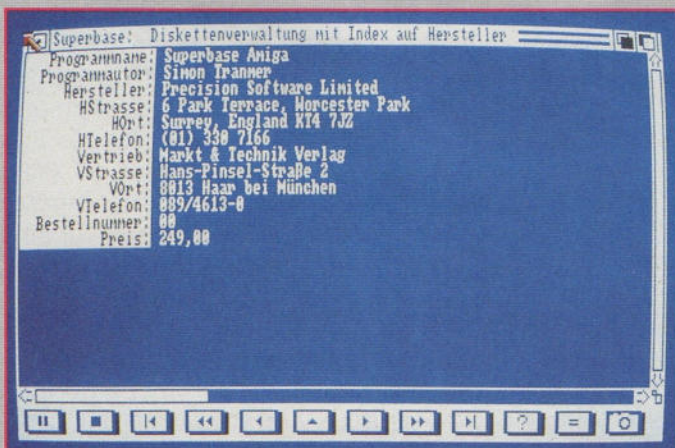 Superbase: Diskettenverwaltung mit Index auf Hersteller
Programmname: Superbase Amiga
Programmautor: Simon Tranmer
Hersteller: Precision Software Limited
HStrasse: 6 Park Terrace, Worcester Park
HOrt: Surrey, England KT4 7JZ
HTelefon: (01) 330 7166
Vertrieb: Markt & Technik Verlag
VStrasse: Hans-Pinsel-Straße 2
VOrt: 8013 Haar bei München
VTelefon: 089/4613-0
Bestellnummer: 00
Preis: 249,00
? =